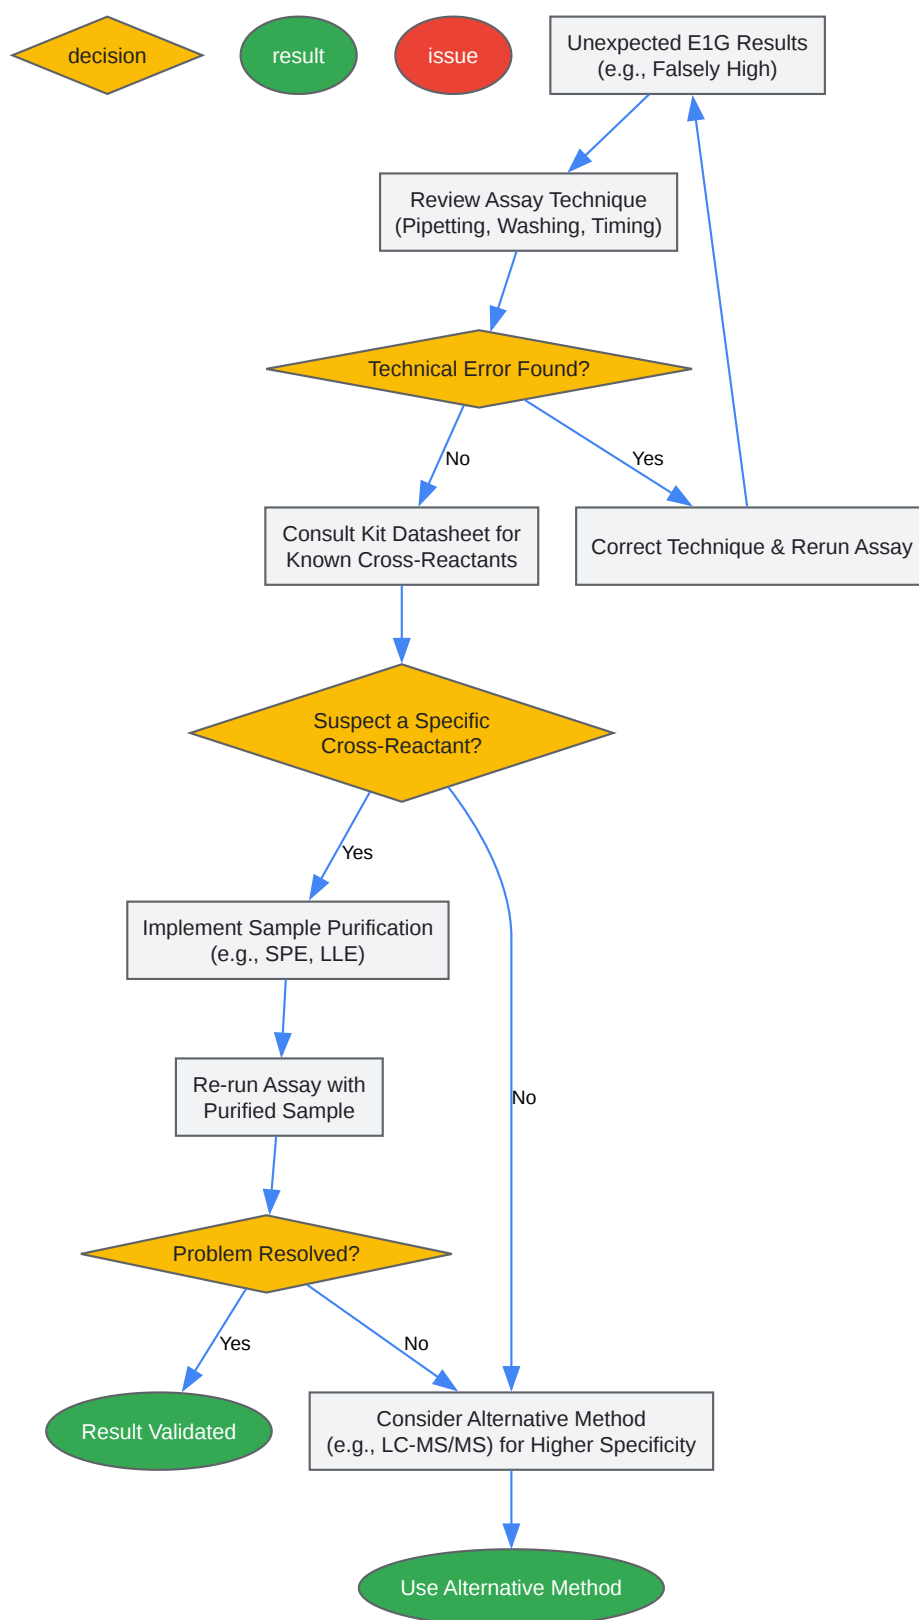 decision
result
issue
Unexpected E1G Results
(e.g., Falsely High)
Review Assay Technique
(Pipetting, Washing, Timing)
Technical Error Found?
No
Yes
Consult Kit Datasheet for
Known Cross-Reactants
Correct Technique & Rerun Assay
Suspect a Specific
Cross-Reactant?
Yes
Implement Sample Purification
(e.g., SPE, LLE)
Re-run Assay with
Purified Sample
No
Problem Resolved?
Yes
No
Result Validated
Consider Alternative Method
(e.g., LC-MS/MS) for Higher Specificity
Use Alternative Method